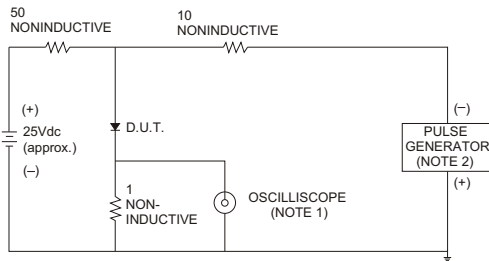 50
NONINDUCTIVE
10
NONINDUCTIVE
(+)
25Vdc
(approx.)
(–)
D.U.T.
1
NON-
INDUCTIVE
OSCILLISCOPE
(NOTE 1)
(–)
PULSE
GENERATOR
(NOTE 2)
(+)